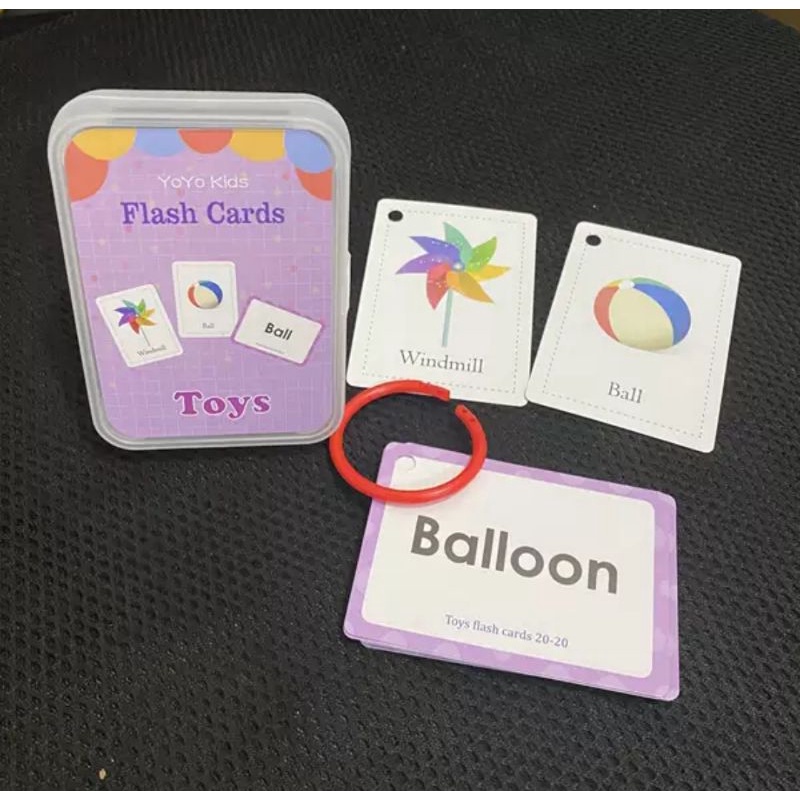 YoYo Kids
Flash Cards
Windmill
Ball
Ball
Toys
Windmill
Ball
Balloon
Toys flash cards 20-20